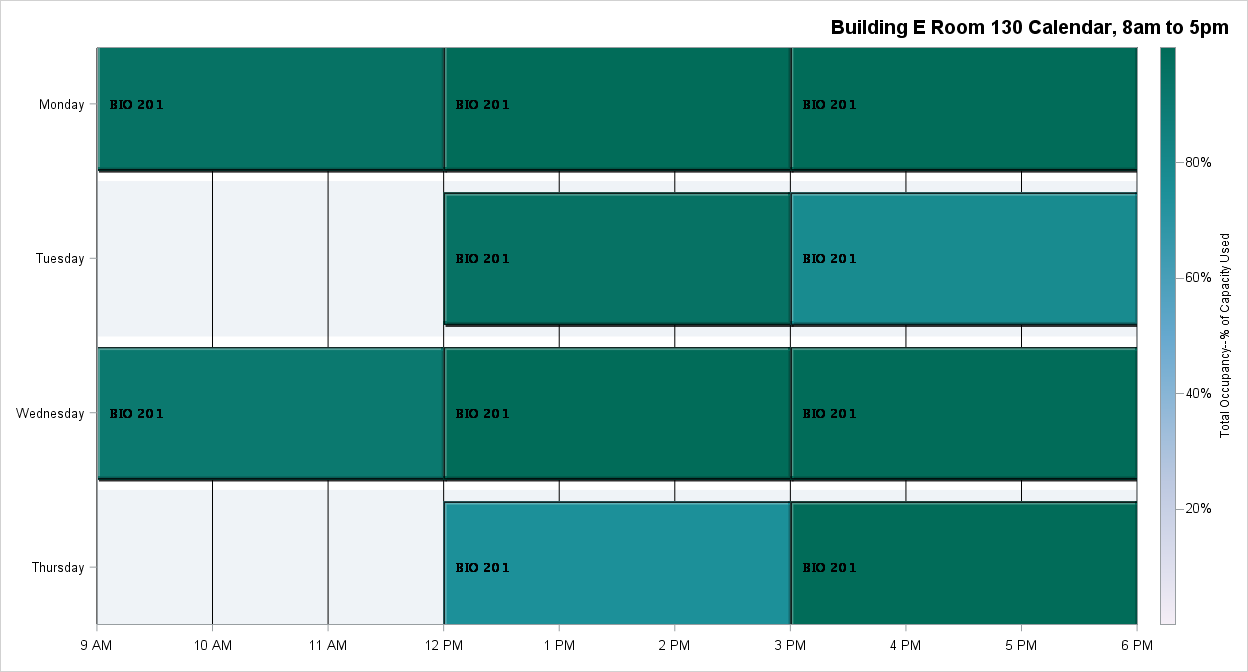 Building E Room 130 Calendar, 8am to 5pm
Monday
BIO 201
BIO 201
BIO 201
Tuesday
BIO 201
BIO 201
Wednesday
BIO 201
BIO 201
BIO 201
Thursday
BIO 201
BIO 201
9 AM
10 AM
11 AM
12 PM
1 PM
2 PM
3 PM
4 PM
5 PM
6 PM
80%
60%
40%
20%
Total Occupancy--% of Capacity Used